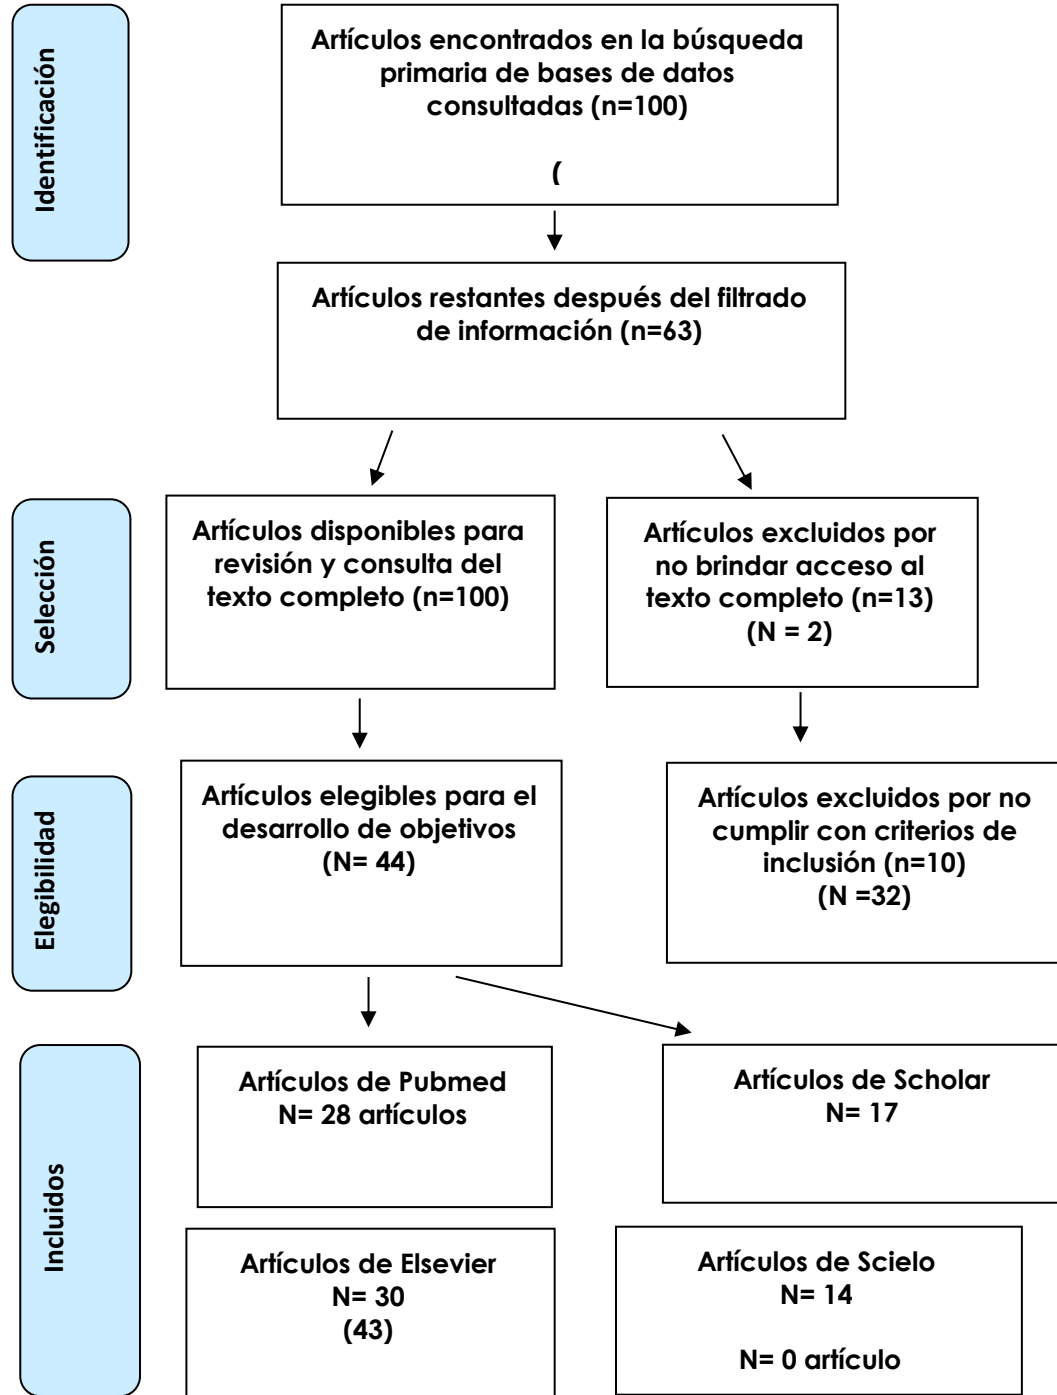 Identificación
Artículos encontrados en la búsqueda
primaria de bases de datos
consultadas (n=100)
(
Artículos restantes después del filtrado
de información (n=63)
Selección
Artículos disponibles para
revisión y consulta del
texto completo (n=100)
Artículos excluidos por
no brindar acceso al
texto completo (n=13)
(N = 2)
Elegibilidad
Artículos elegibles para el
desarrollo de objetivos
(N= 44)
Artículos excluidos por no
cumplir con criterios de
inclusión (n=10)
(N =32)
Incluidos
Artículos de Pubmed
N= 28 artículos
Artículos de Scholar
N= 17
Artículos de Elsevier
N= 30
(43)
Artículos de Scielo
N= 14
N= 0 artículo